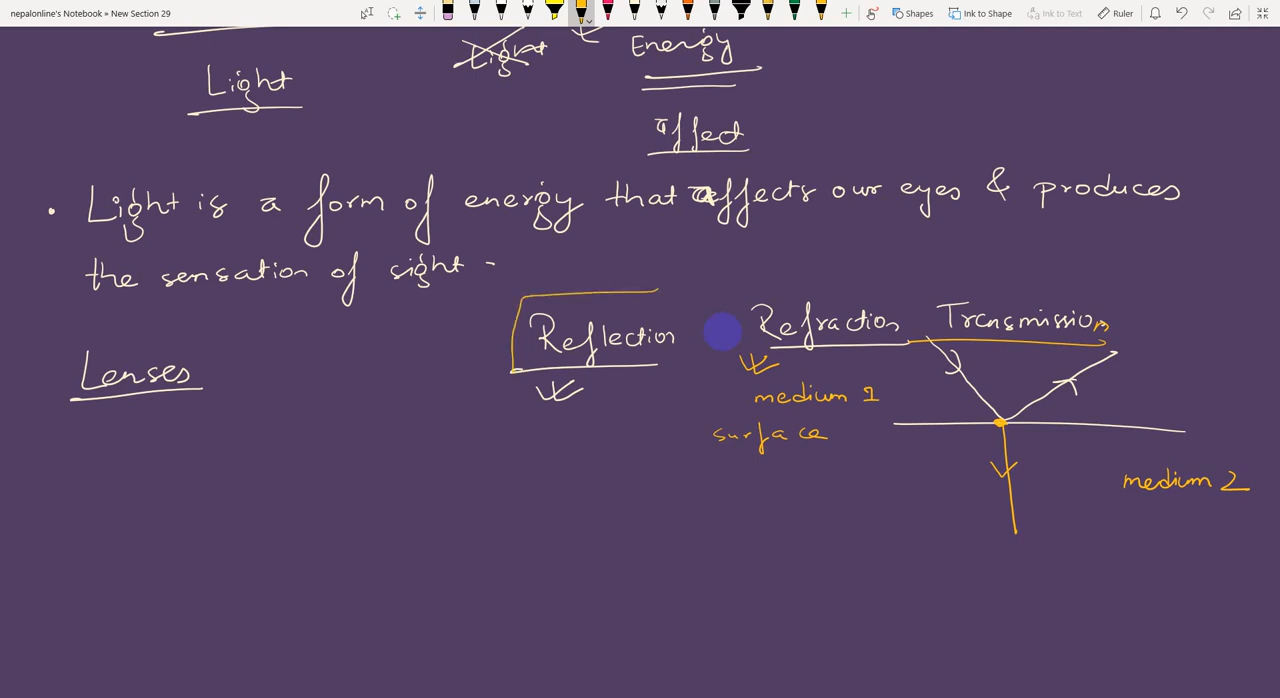 nepalonline's Notebook » New Section 29
Shapes Ink to Shape Ink to Text Ruler
Light Light Energy
affect
Light is a form of energy that affects our eyes & produces
the sensation of sight
Reflection Refraction Transmission
Lenses
medium 1
surface
medium 2